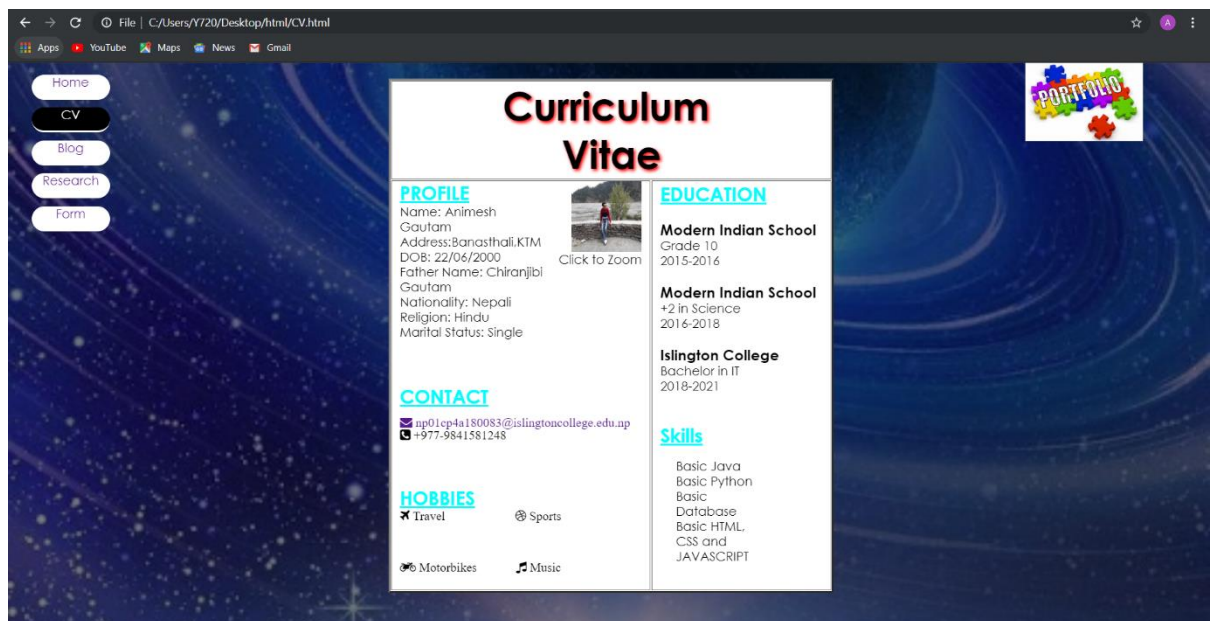 File | C:/Users/Y720/Desktop/html/CV.html
A
Apps YouTube Maps News Gmail
Home
CV
Blog
Research
Form
PORTFOLIO
Curriculum
Vitae
PROFILE
Name: Animesh
Gautam
Address:Banasthali,KTM
DOB: 22/06/2000
Father Name: Chiranjibi
Gautam
Nationality: Nepali
Religion: Hindu
Marital Status: Single
Click to Zoom
CONTACT
np01cp4a180083@islingtoncollege.edu.np
+977-9841581248
HOBBIES
Travel Sports
Motorbikes Music
EDUCATION
Modern Indian School
Grade 10
2015-2016
Modern Indian School
+2 in Science
2016-2018
Islington College
Bachelor in IT
2018-2021
Skills
Basic Java
Basic Python
Basic
Database
Basic HTML,
CSS and
JAVASCRIPT